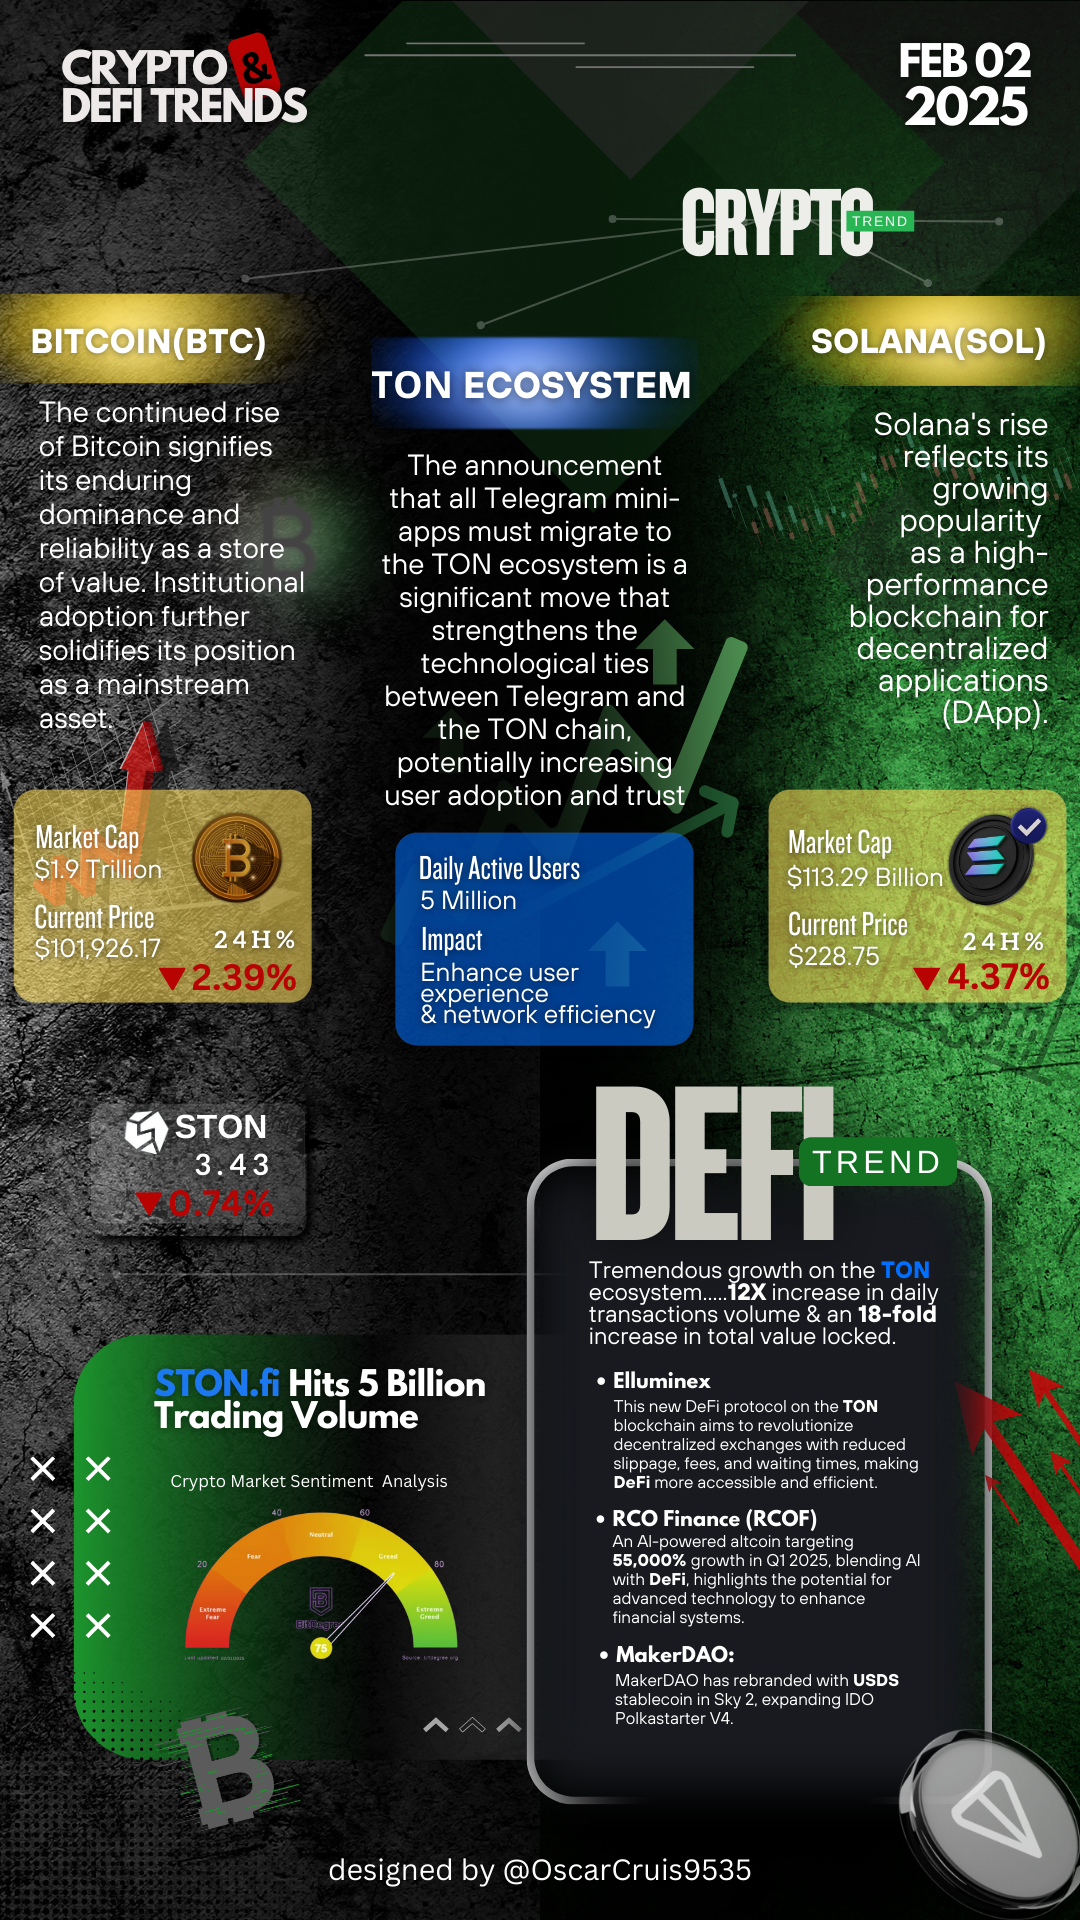 CRYPTO &
DEFI TRENDS
FEB 02
2025
CRYPTO
TREND
BITCOIN(BTC)
The continued rise
of Bitcoin signifies
its enduring
dominance and
reliability as a store
of value. Institutional
adoption further
solidifies its position
as a mainstream
asset.
Market Cap
$1.9 Trillion
Current Price
$101,926.17
24H%
2.39%
TON ECOSYSTEM
The announcement
that all Telegram mini-
apps must migrate to
the TON ecosystem is a
significant move that
strengthens the
technological ties
between Telegram and
the TON chain,
potentially increasing
user adoption and trust
Daily Active Users
5 Million
Impact
Enhance user
experience
& network efficiency
SOLANA(SOL)
Solana's rise
reflects its
growing
popularity
as a high-
performance
blockchain for
decentralized
applications
(DApp).
Market Cap
$113.29 Billion
Current Price
$228.75
24H%
4.37%
STON
3.43
0.74%
STON.fi Hits 5 Billion
Trading Volume
Crypto Market Sentiment Analysis
20
40
60
80
Extreme
Fear
Fear
Neutral
Greed
Extreme
Greed
BitDegree
75
Source: bitdegree.org
DEFI
TREND
Tremendous growth on the TON
ecosystem.....12X increase in daily
transactions volume & an 18-fold
increase in total value locked.
• Elluminex
This new DeFi protocol on the TON
blockchain aims to revolutionize
decentralized exchanges with reduced
slippage, fees, and waiting times, making
DeFi more accessible and efficient.
• RCO Finance (RCOF)
An AI-powered altcoin targeting
55,000% growth in Q1 2025, blending AI
with DeFi, highlights the potential for
advanced technology to enhance
financial systems.
• MakerDAO:
MakerDAO has rebranded with USDS
stablecoin in Sky 2, expanding IDO
Polkastarter V4.
designed by @OscarCruis9535